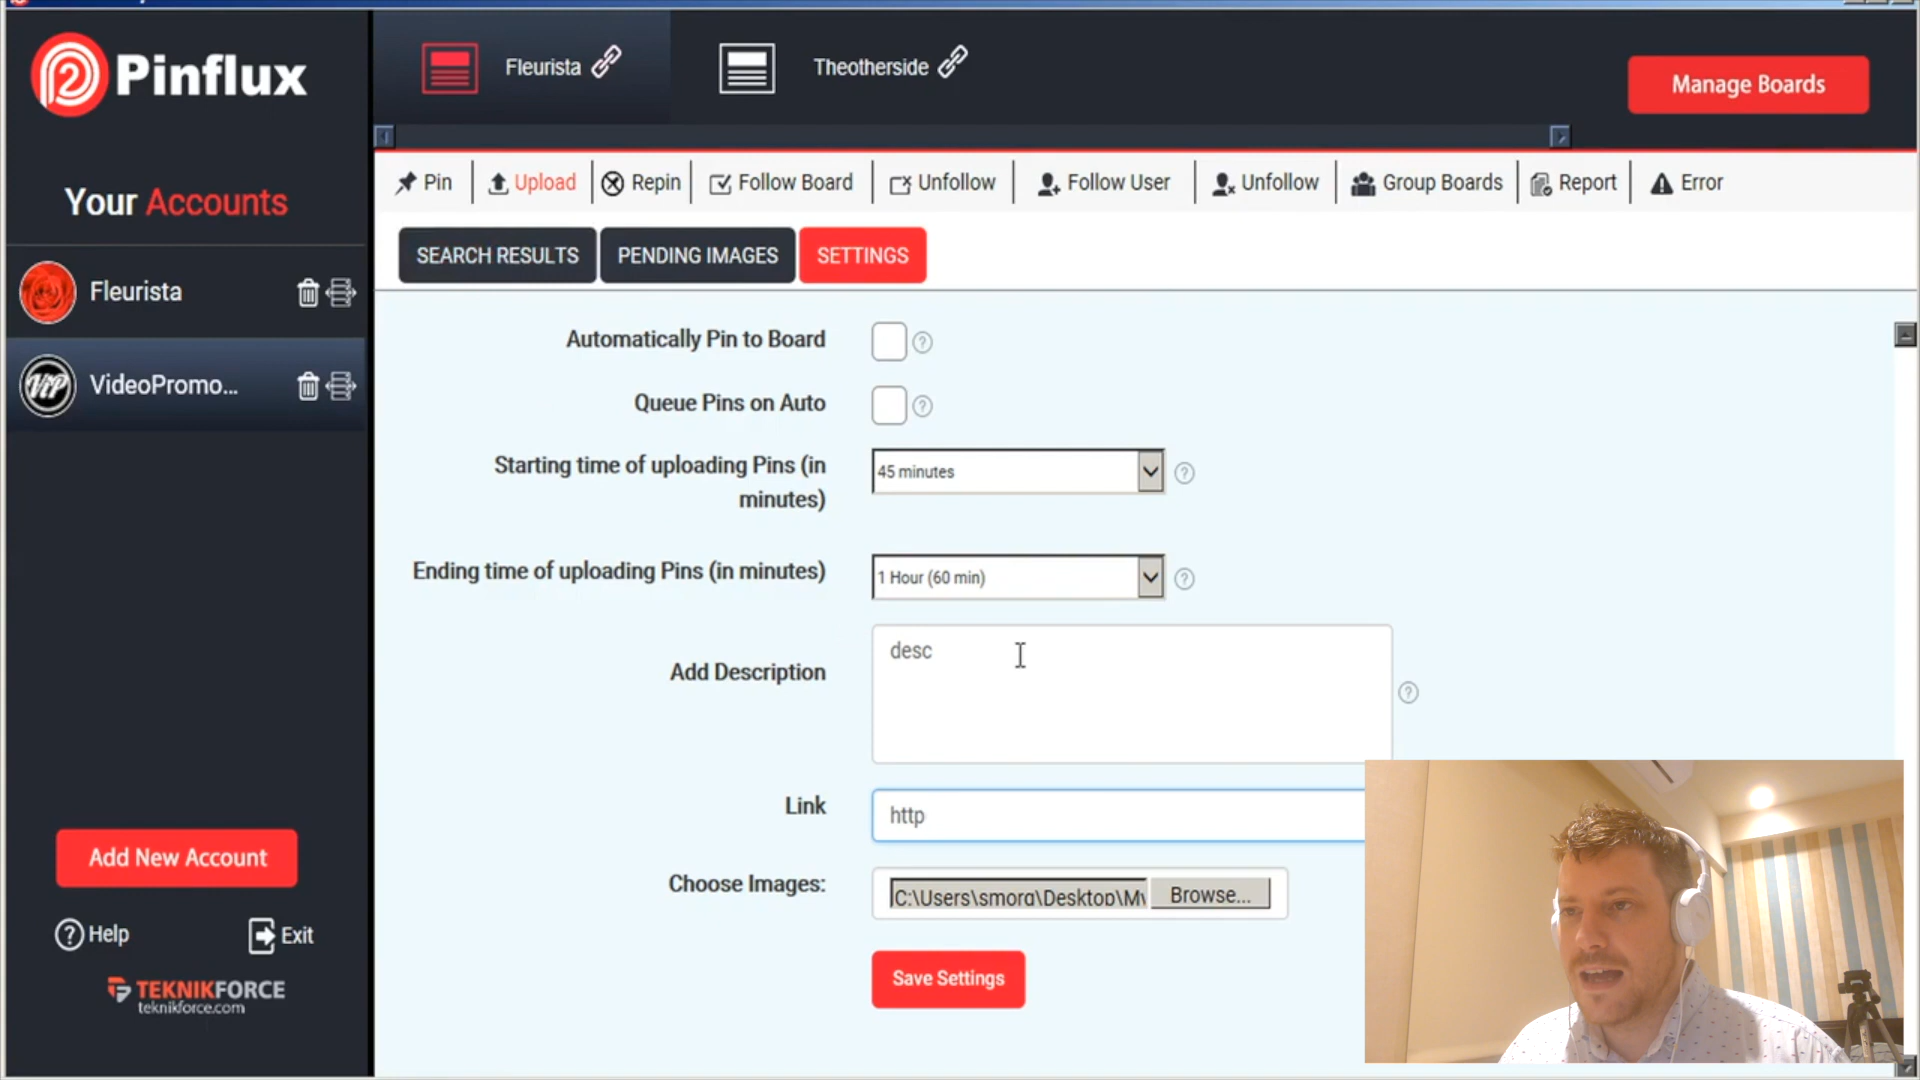 Pinflux
Fleurista
Theotherside
Manage Boards
Your Accounts
Pin
Upload
Repin
Follow Board
Unfollow
Follow User
Unfollow
Group Boards
Report
Error
SEARCH RESULTS
PENDING IMAGES
SETTINGS
Fleurista
VideoPromo...
Automatically Pin to Board
Queue Pins on Auto
Starting time of uploading Pins (in
minutes)
45 minutes
Ending time of uploading Pins (in minutes)
1 Hour (60 min)
Add Description
desc
Link
http
Choose Images:
C:\Users\smorg\Desktop\M
Browse...
Save Settings
Add New Account
Help
Exit
TEKNIKFORCE
teknikforce.com